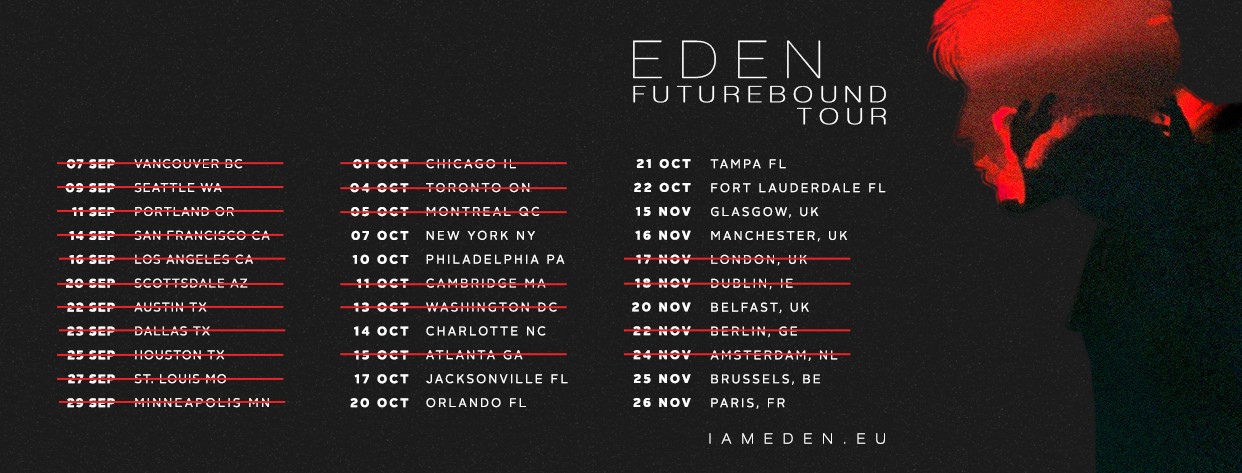 EDEN
FUTUREBOUND
TOUR
07 SEP VANCOUVER BC
09 SEP SEATTLE WA
11 SEP PORTLAND OR
14 SEP SAN FRANCISCO CA
16 SEP LOS ANGELES CA
20 SEP SCOTTSDALE AZ
22 SEP AUSTIN TX
23 SEP DALLAS TX
25 SEP HOUSTON TX
27 SEP ST. LOUIS MO
29 SEP MINNEAPOLIS MN
01 OCT CHICAGO IL
04 OCT TORONTO ON
05 OCT MONTREAL QC
07 OCT NEW YORK NY
10 OCT PHILADELPHIA PA
11 OCT CAMBRIDGE MA
13 OCT WASHINGTON DC
14 OCT CHARLOTTE NC
15 OCT ATLANTA GA
17 OCT JACKSONVILLE FL
20 OCT ORLANDO FL
21 OCT TAMPA FL
22 OCT FORT LAUDERDALE FL
15 NOV GLASGOW, UK
16 NOV MANCHESTER, UK
17 NOV LONDON, UK
18 NOV DUBLIN, IE
20 NOV BELFAST, UK
22 NOV BERLIN, GE
24 NOV AMSTERDAM, NL
25 NOV BRUSSELS, BE
26 NOV PARIS, FR
IAMEDEN.EU